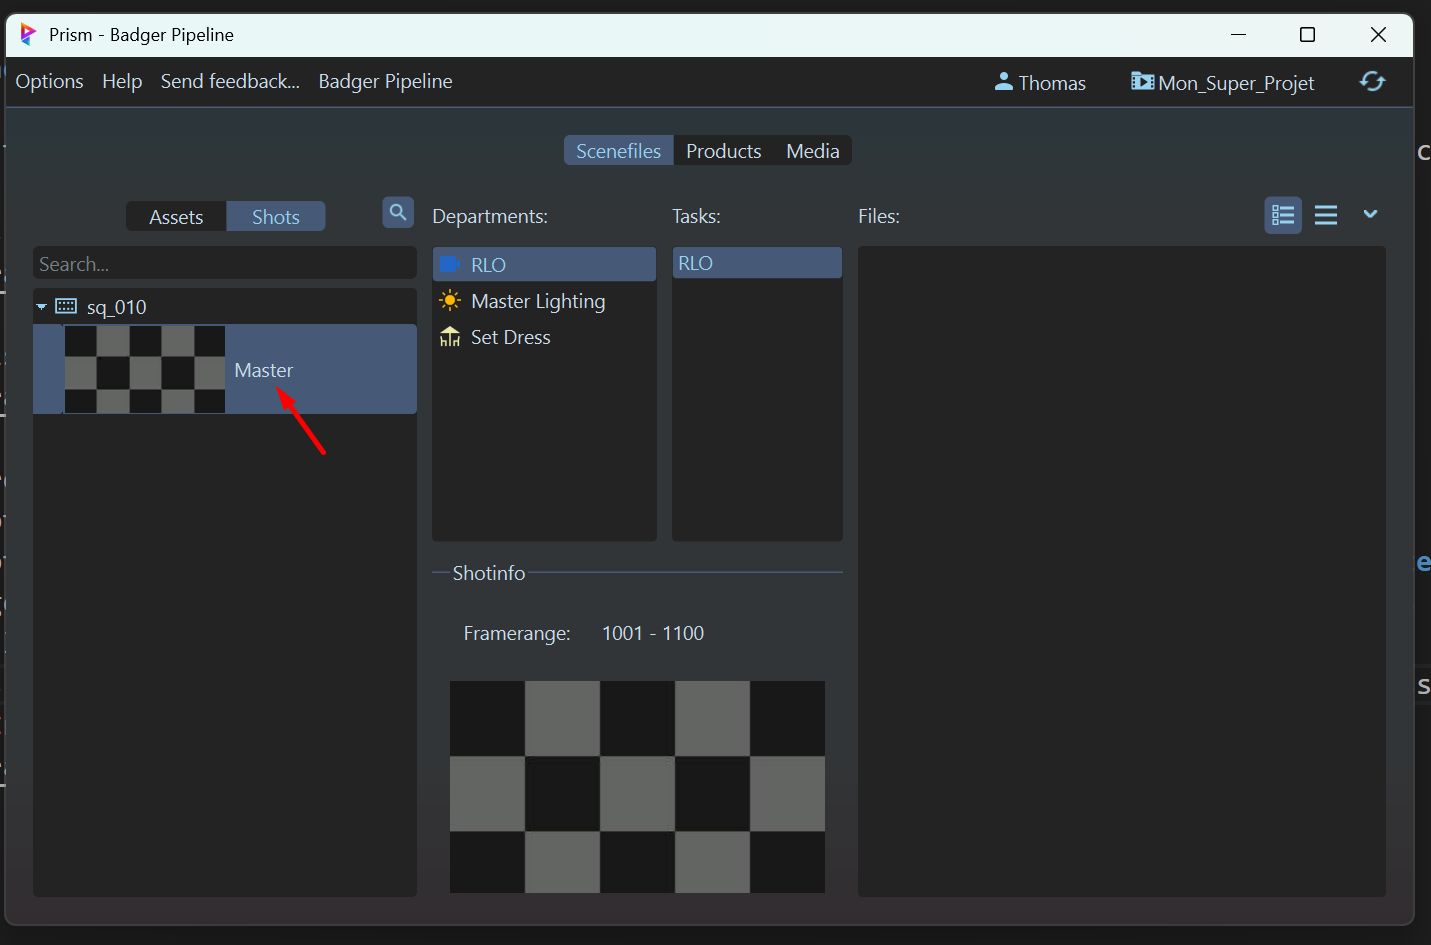 Prism - Badger Pipeline
Options Help Send feedback... Badger Pipeline Thomas Mon_Super_Projet
Scenefiles Products Media
Assets Shots Departments: Tasks: Files:
Search...
RLO
RLO
sq_010
Master Lighting
Set Dress
Master
Shotinfo
Framerange: 1001 - 1100